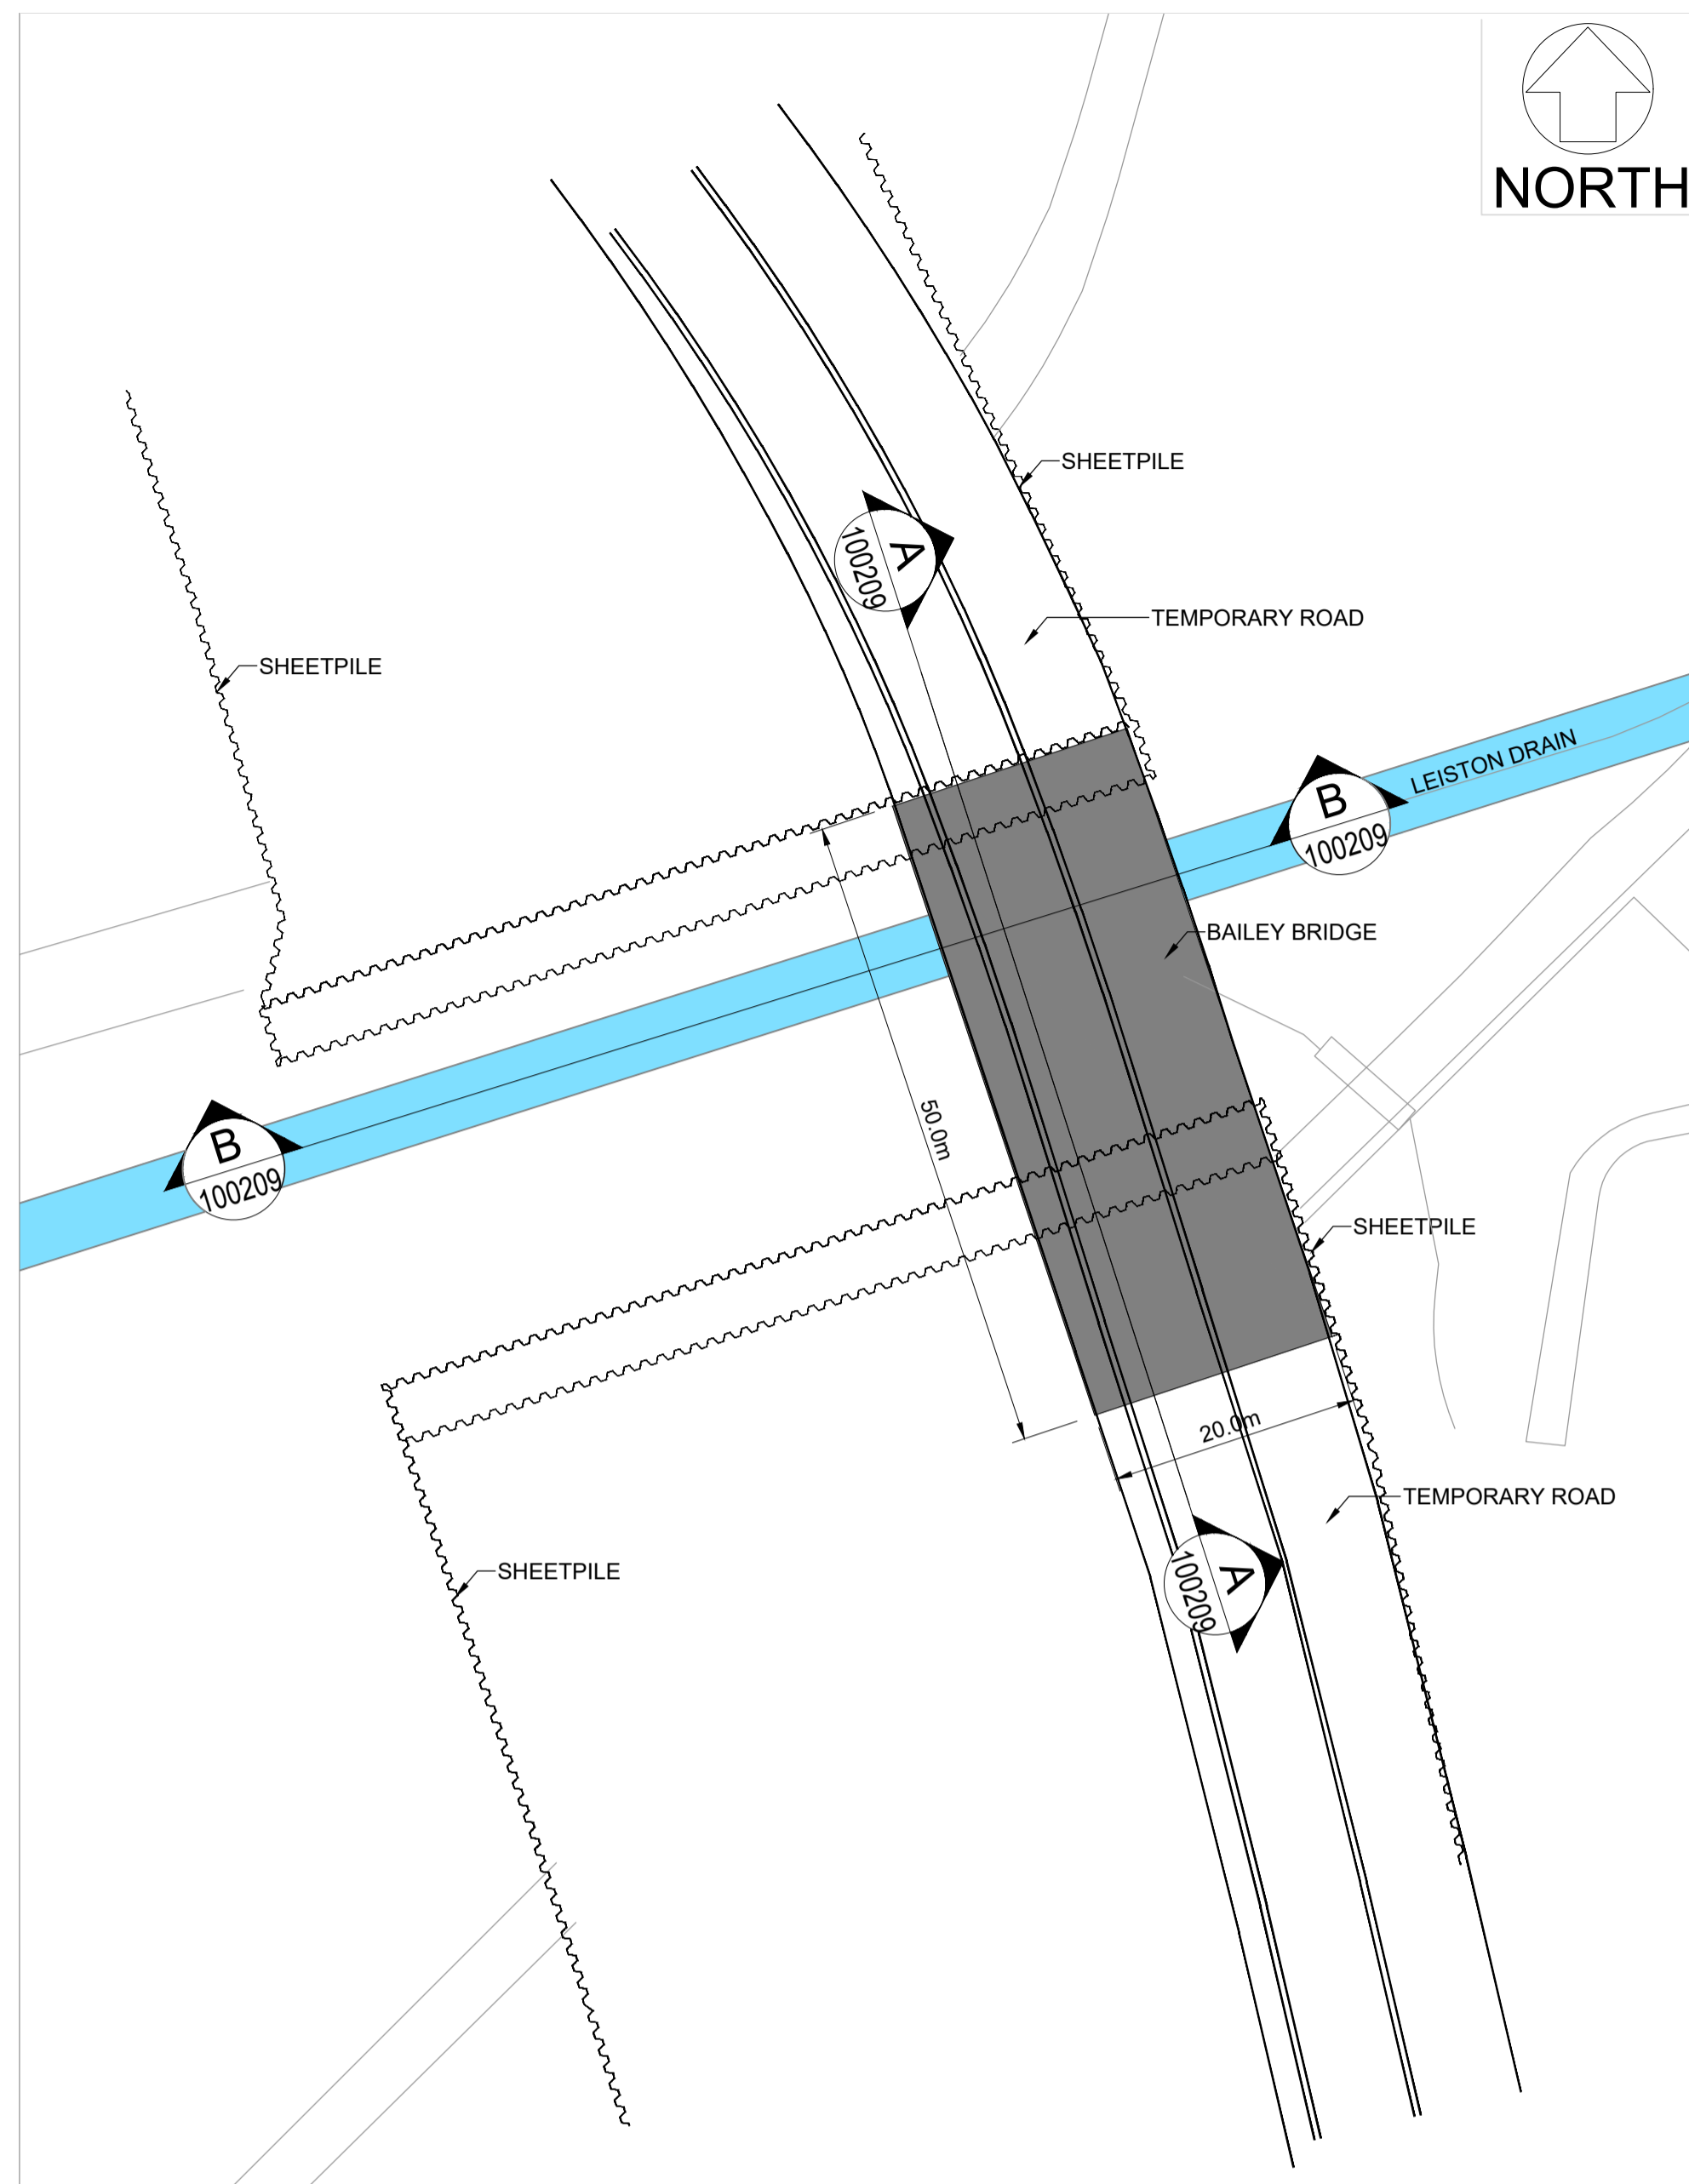 NORTH
SHEETPILE
A
100209
TEMPORARY ROAD
SHEETPILE
LEISTON DRAIN
B
100209
BAILEY BRIDGE
50.0m
B
100209
SHEETPILE
20.0m
TEMPORARY ROAD
SHEETPILE
A
100209